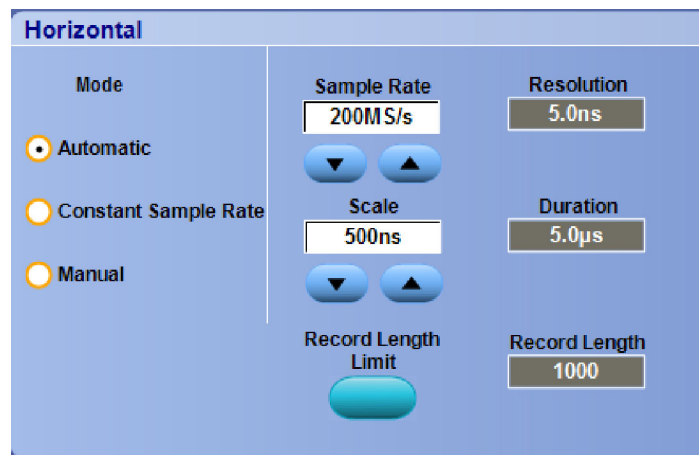 Horizontal
Mode
Automatic
Constant Sample Rate
Manual
Sample Rate
200MS/s
Scale
500ns
Record Length
Limit
Resolution
5.0ns
Duration
5.0µs
Record Length
1000